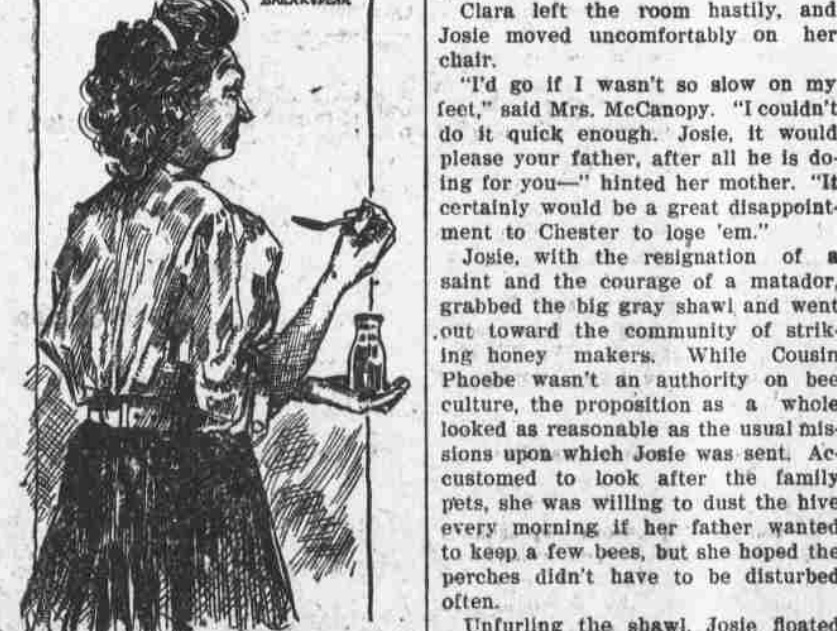 Clara left the room hastily, and
Josie moved uncomfortably on her
chair.
"I'd go if I wasn't so slow on my
feet," said Mrs. McCanopy. "I couldn't
do it quick enough. Josie, it would
please your father, after all he is do-
ing for you—" hinted her mother. "It
certainly would be a great disappoint-
ment to Chester to lose 'em."
Josie, with the resignation of a
saint and the courage of a matador,
grabbed the big gray shawl and went
out toward the community of strik-
ing honey makers. While Cousin
Phoebe wasn't an authority on bee
culture, the proposition as a whole
looked as reasonable as the usual mis-
sions upon which Josie was sent. Ac-
customed to look after the family
pets, she was willing to dust the hive
every morning if her father wanted
to keep a few bees, but she hoped the
perches didn't have to be disturbed
often.
Unfurling the shawl, Josie floated